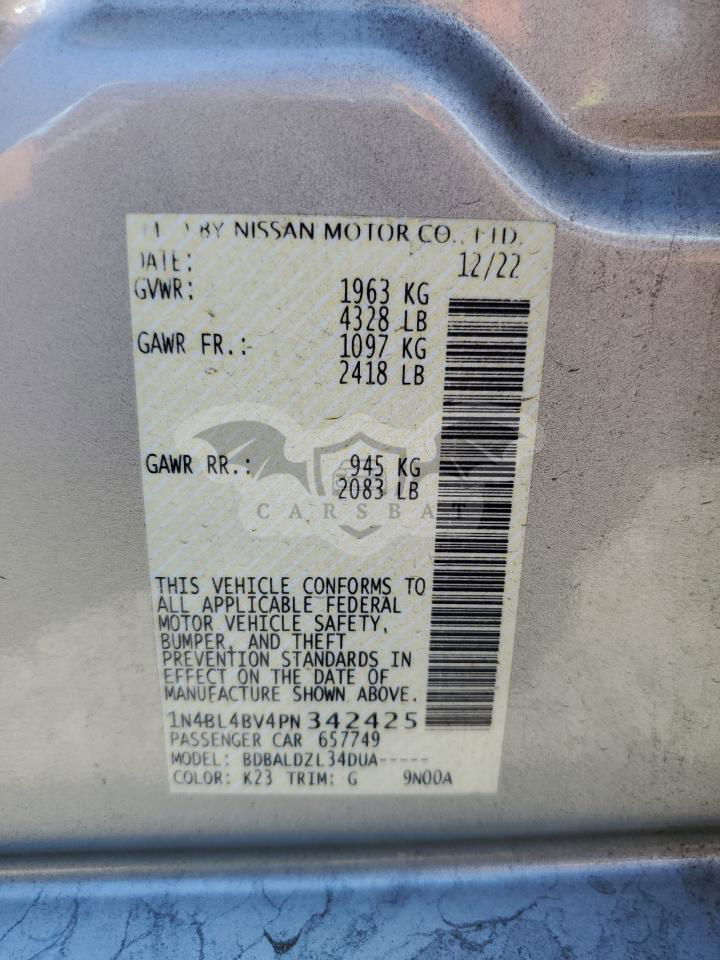 BY NISSAN MOTOR CO., LTD.
DATE: 12/22
GVWR: 1963 KG
4328 LB
GAWR FR.: 1097 KG
2418 LB
GAWR RR.: 945 KG
2083 LB
CARSBAT
THIS VEHICLE CONFORMS TO
ALL APPLICABLE FEDERAL
MOTOR VEHICLE SAFETY,
BUMPER, AND THEFT
PREVENTION STANDARDS IN
EFFECT ON THE DATE OF
MANUFACTURE SHOWN ABOVE.
1N4BL4BV4PN342425
PASSENGER CAR 657749
MODEL: BDBALDZL34DUA-----
COLOR: K23 TRIM: G 9N00A